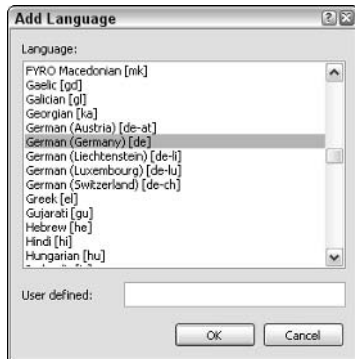 Add Language
Language:
FYRO Macedonian [mk]
Gaelic [gd]
Galician [gl]
Georgian [ka]
German (Austria) [de-at]
German (Germany) [de]
German (Liechtenstein) [de-li]
German (Luxembourg) [de-lu]
German (Switzerland) [de-ch]
Greek [el]
Gujarati [gu]
Hebrew [he]
Hindi [hi]
Hungarian [hu]
User defined:
OK Cancel